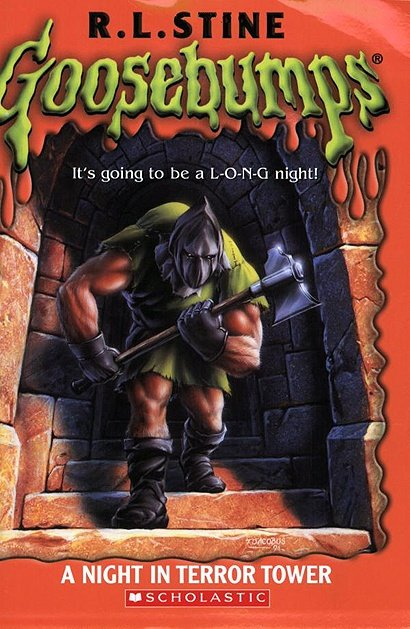 R.L.STINE
Goosebumps®
It's going to be a L-O-N-G night!
A NIGHT IN TERROR TOWER
SCHOLASTIC